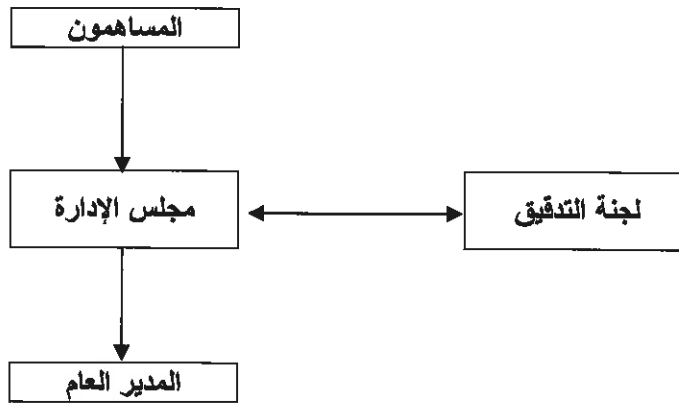 المساهمون
مجلس الإدارة
لجنة التدقيق
المدير العام